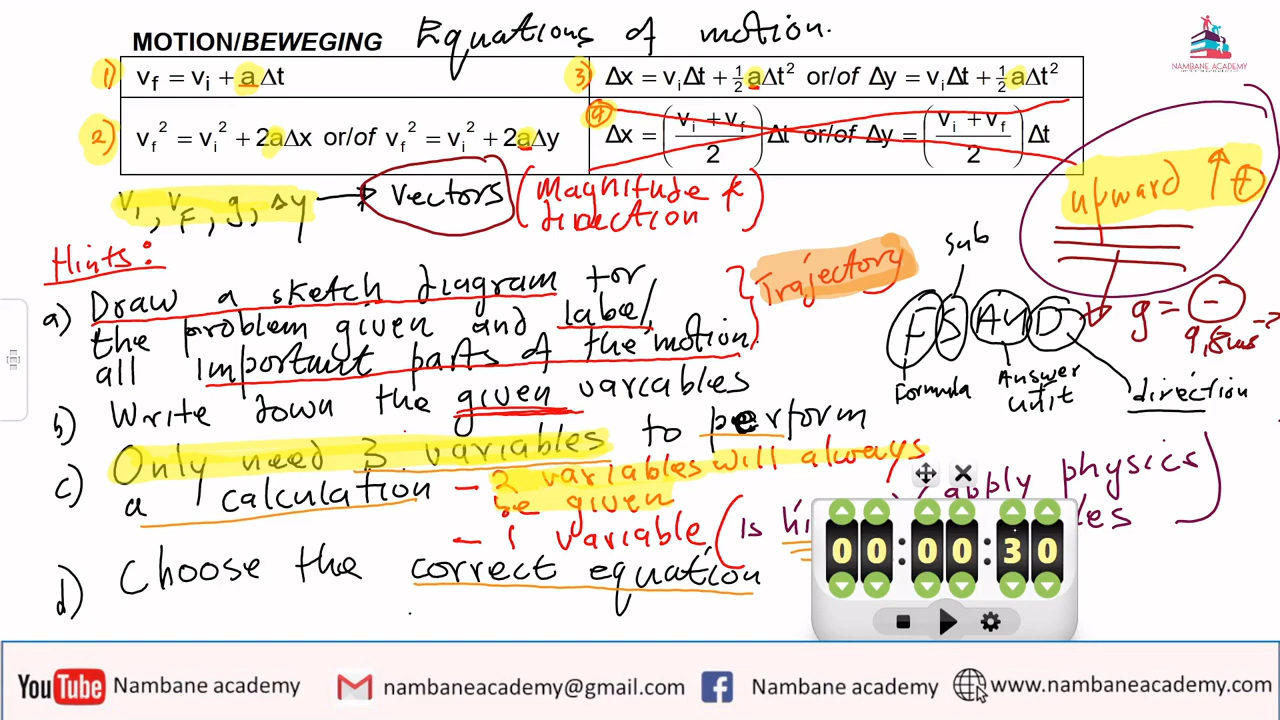 MOTION/BEWEGING Equations of motion.
NAMBANE ACADEMY
1) vf = vi + aΔt
3) Δx = viΔt + ½aΔt² or/of Δy = viΔt + ½aΔt²
2) vf² = vi² + 2aΔx or/of vf² = vi² + 2aΔy
4) Δx = (vi + vf / 2) Δt or/of Δy = (vi + vf / 2) Δt
upward ↑ +
vi, vF, g, Δy → Vectors (Magnitude & direction)
Hints:
a) Draw a sketch diagram for
the problem given and label
all important parts of the motion
Trajectory
Sub
F S AU D
g = -
Formula
Answer unit
direction
b) Write down the given variables
c) Only need 3 variables to perform
a calculation – 2 variables will always
be given
– 1 variable (is apply physics
d) Choose the correct equation
00:00:30
YouTube Nambane academy
nambaneacademy@gmail.com
Nambane academy
www.nambaneacademy.com